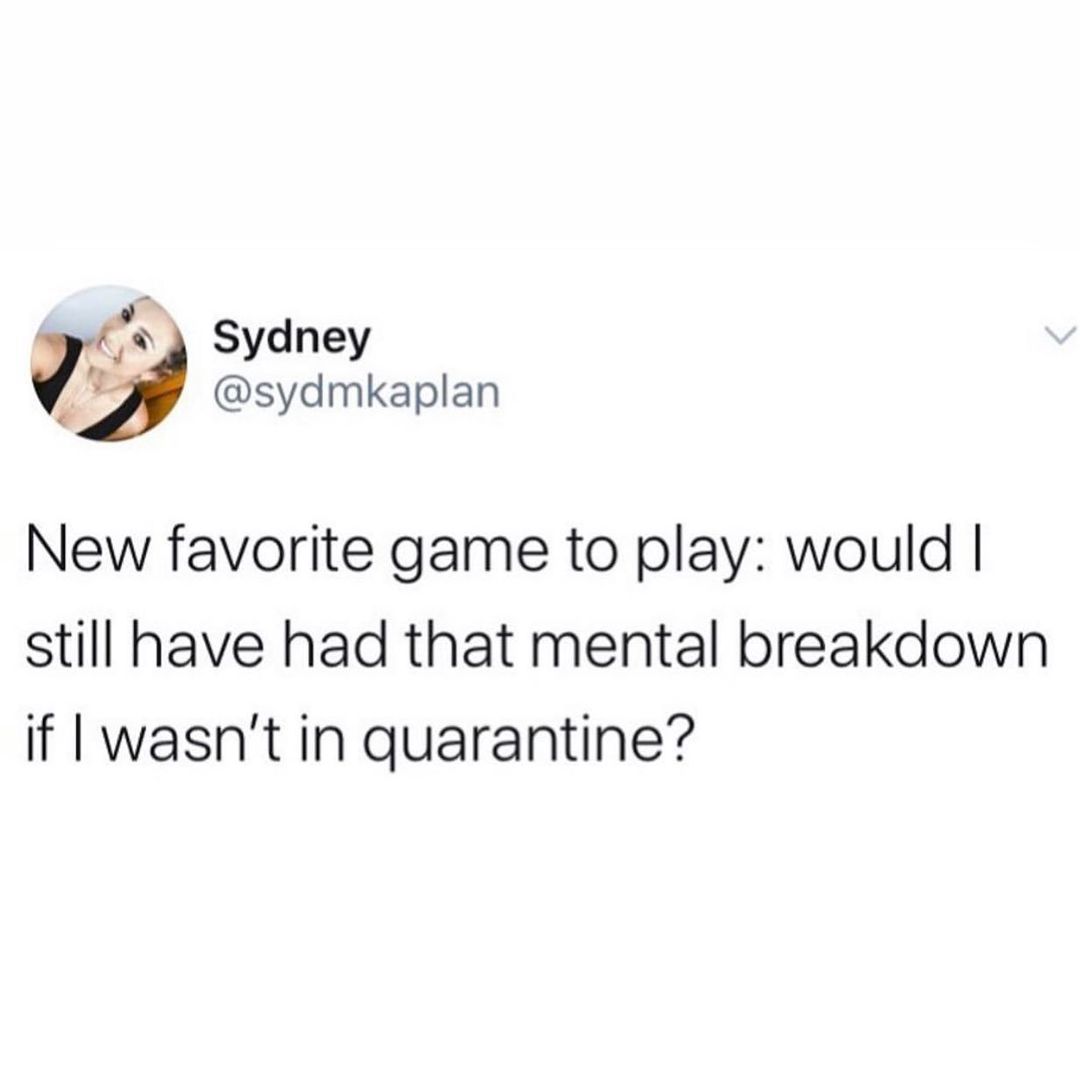 Sydney
@sydmkaplan
New favorite game to play: would I
still have had that mental breakdown
if I wasn't in quarantine?